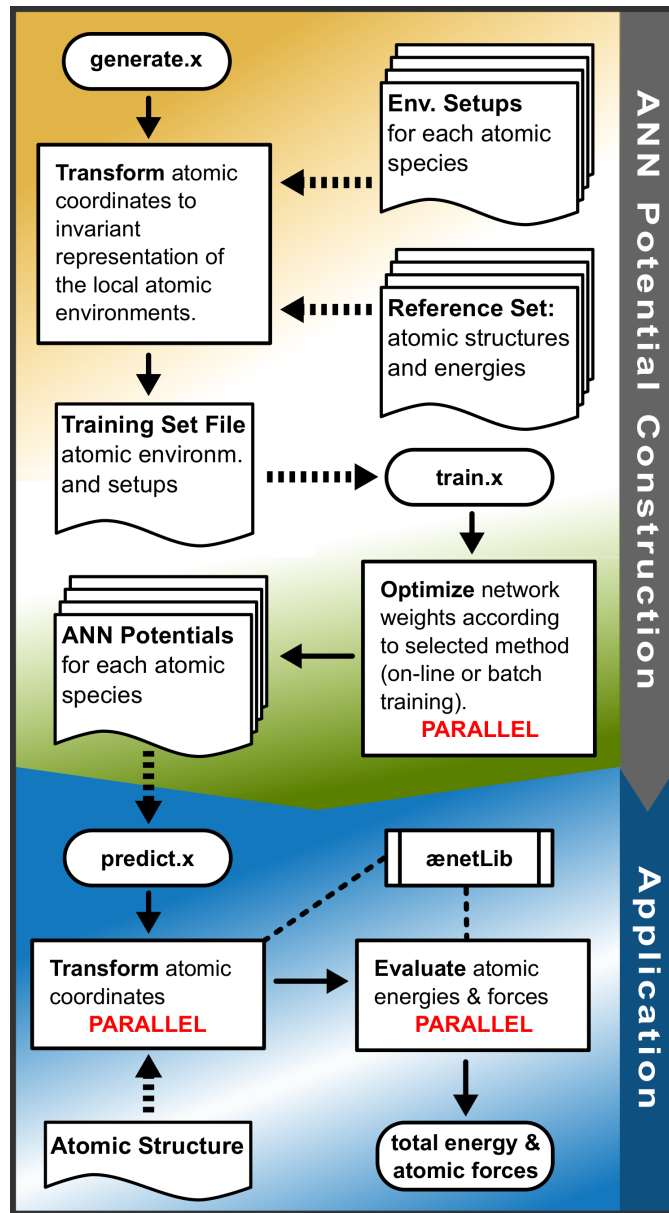 generate.x
Env. Setups
for each atomic
species
Transform atomic
coordinates to
invariant
representation of
the local atomic
environments.
Reference Set:
atomic structures
and energies
Training Set File
atomic environm.
and setups
train.x
Optimize network
weights according
to selected method
(on-line or batch
training).
PARALLEL
ANN Potentials
for each atomic
species
ANN Potential Construction
predict.x
ænetLib
Transform atomic
coordinates
PARALLEL
Evaluate atomic
energies & forces
PARALLEL
Atomic Structure
total energy &
atomic forces
Application